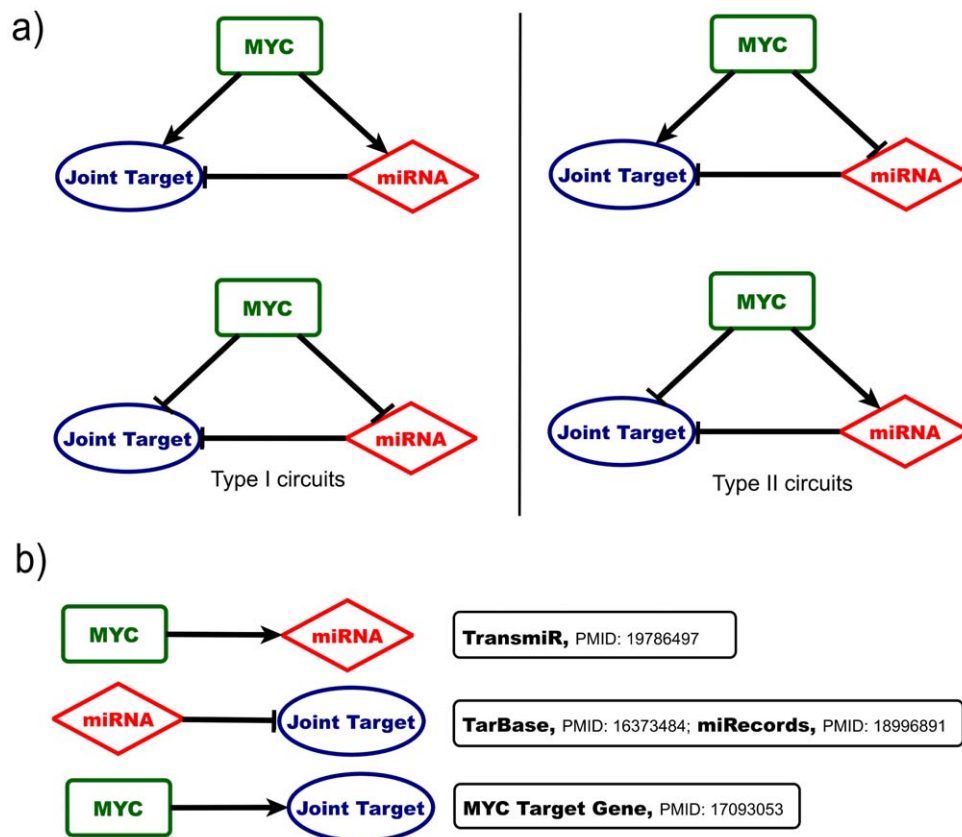 a)
MYC
Joint Target
miRNA
MYC
Joint Target
miRNA
Type I circuits
MYC
Joint Target
miRNA
MYC
Joint Target
miRNA
Type II circuits
b)
MYC
miRNA
TransmiR, PMID: 19786497
miRNA
Joint Target
TarBase, PMID: 16373484; miRecords, PMID: 18996891
MYC
Joint Target
MYC Target Gene, PMID: 17093053